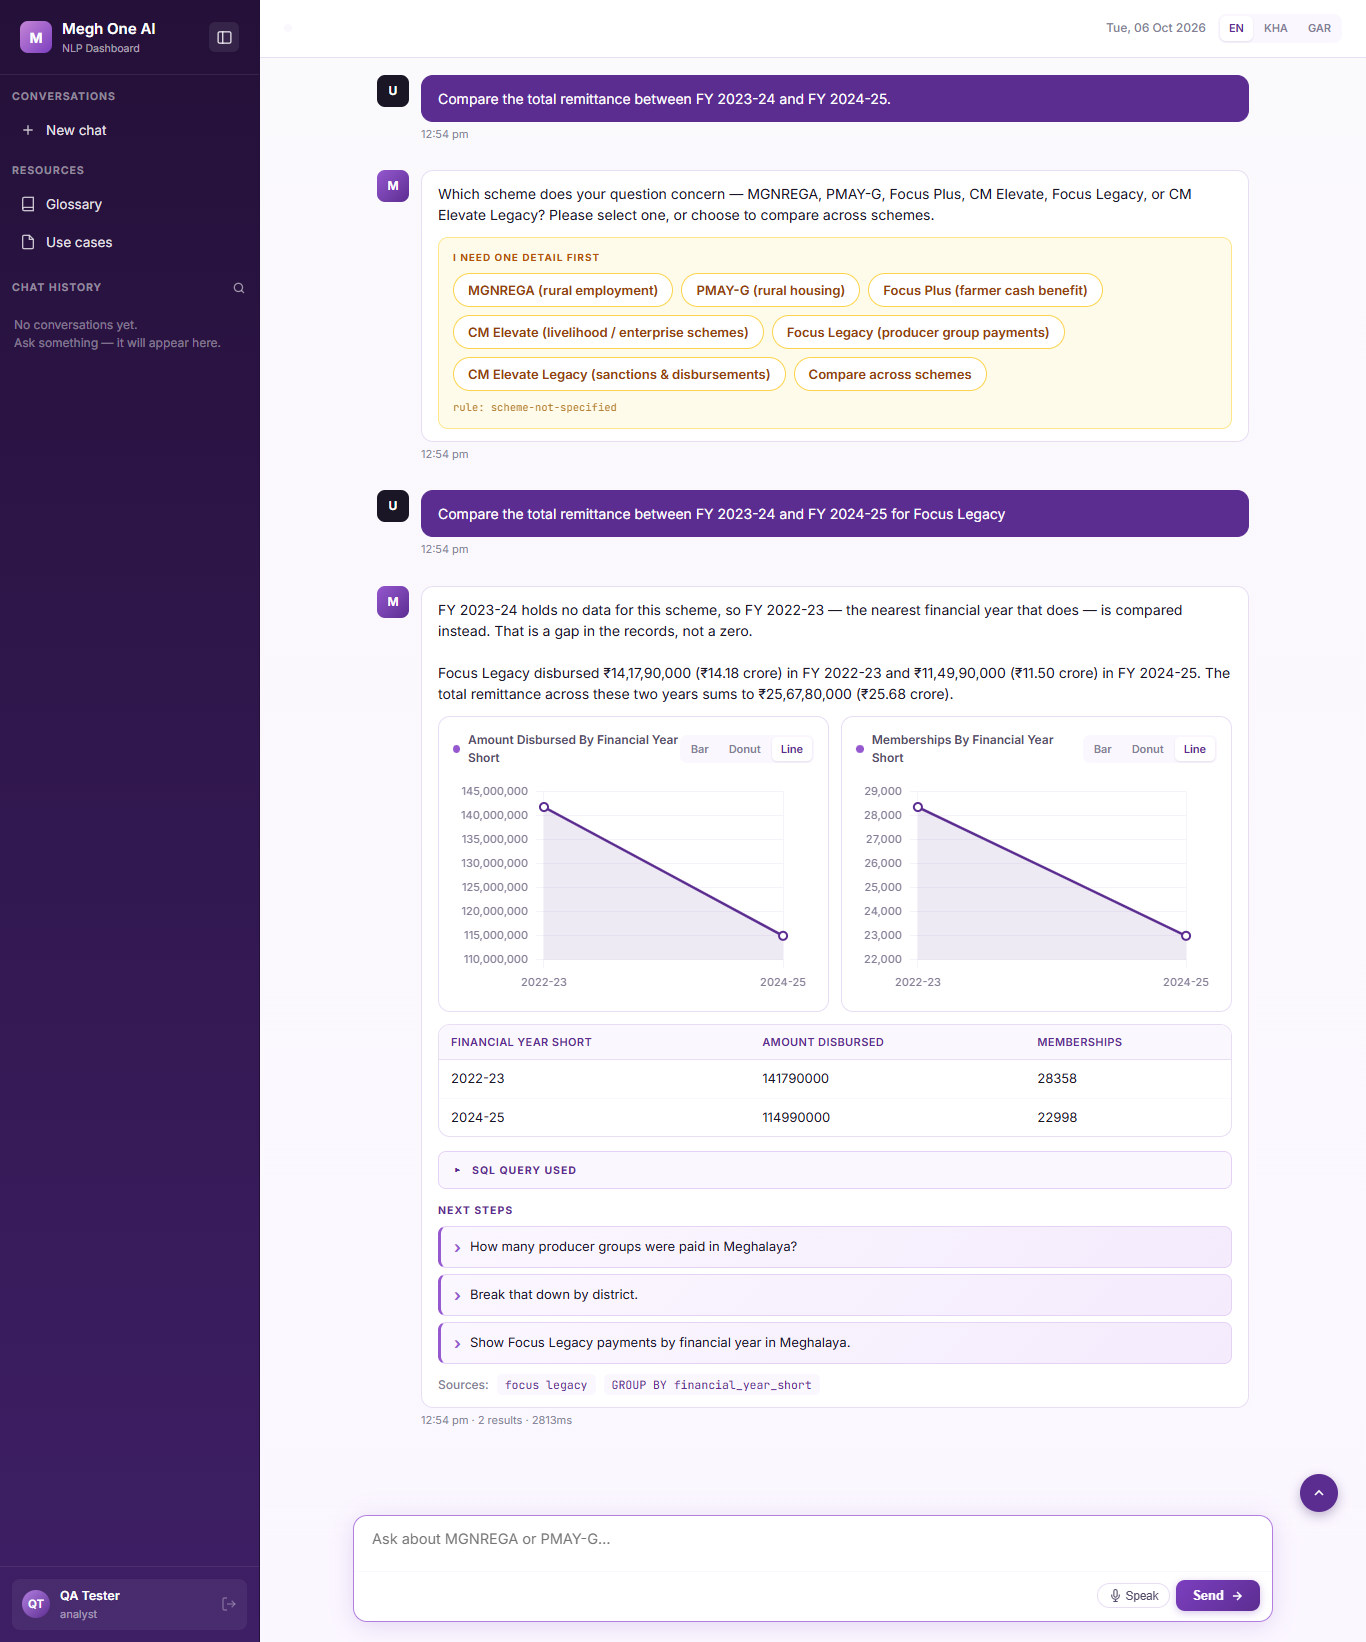 M
Megh One AI
NLP Dashboard
CONVERSATIONS
+ New chat
RESOURCES
Glossary
Use cases
CHAT HISTORY
No conversations yet.
Ask something — it will appear here.
QT
QA Tester
analyst
Tue, 06 Oct 2026
EN KHA GAR
U
Compare the total remittance between FY 2023-24 and FY 2024-25.
12:54 pm
M
Which scheme does your question concern — MGNREGA, PMAY-G, Focus Plus, CM Elevate, Focus Legacy, or CM
Elevate Legacy? Please select one, or choose to compare across schemes.
I NEED ONE DETAIL FIRST
MGNREGA (rural employment) PMAY-G (rural housing) Focus Plus (farmer cash benefit)
CM Elevate (livelihood / enterprise schemes) Focus Legacy (producer group payments)
CM Elevate Legacy (sanctions & disbursements) Compare across schemes
rule: scheme-not-specified
12:54 pm
U
Compare the total remittance between FY 2023-24 and FY 2024-25 for Focus Legacy
12:54 pm
M
FY 2023-24 holds no data for this scheme, so FY 2022-23 — the nearest financial year that does — is compared
instead. That is a gap in the records, not a zero.
Focus Legacy disbursed ₹14,17,90,000 (₹14.18 crore) in FY 2022-23 and ₹11,49,90,000 (₹11.50 crore) in FY 2024-25. The
total remittance across these two years sums to ₹25,67,80,000 (₹25.68 crore).
Amount Disbursed By Financial Year
Short
Bar Donut Line
145,000,000
140,000,000
135,000,000
130,000,000
125,000,000
120,000,000
115,000,000
110,000,000
2022-23 2024-25
Memberships By Financial Year
Short
Bar Donut Line
29,000
28,000
27,000
26,000
25,000
24,000
23,000
22,000
2022-23 2024-25
FINANCIAL YEAR SHORT AMOUNT DISBURSED MEMBERSHIPS
2022-23 141790000 28358
2024-25 114990000 22998
SQL QUERY USED
NEXT STEPS
How many producer groups were paid in Meghalaya?
Break that down by district.
Show Focus Legacy payments by financial year in Meghalaya.
Sources: focus legacy GROUP BY financial_year_short
12:54 pm · 2 results · 2813ms
Ask about MGNREGA or PMAY-G...
Speak
Send →